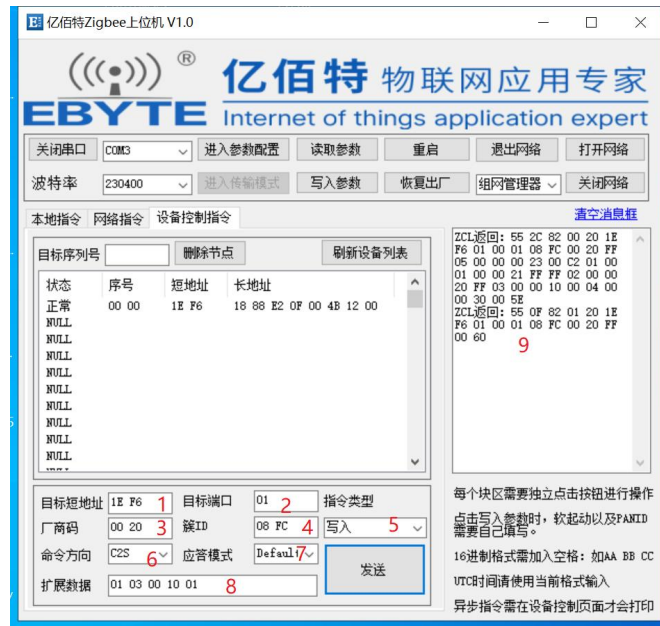 亿佰特Zigbee上位机 V1.0
®
亿佰特 物联网应用专家
EBYTE Internet of things application expert
关闭串口 COM3 进入参数配置 读取参数 重启 退出网络 打开网络
波特率 230400 进入传输模式 写入参数 恢复出厂 组网管理器 关闭网络
本地指令 网络指令 设备控制指令 清空消息框
目标序列号 删除节点 刷新设备列表
状态 序号 短地址 长地址
正常 00 00 1E F6 18 88 E2 0F 00 4B 12 00
NULL
NULL
NULL
NULL
NULL
NULL
NULL
NULL
NULL
ZCL返回: 55 2C 82 00 20 1E
F6 01 00 01 08 FC 00 20 FF
05 00 00 00 23 00 C2 01 00
01 00 00 21 FF FF 02 00 00
20 FF 03 00 00 10 00 04 00
00 30 00 5E
ZCL返回: 55 0F 82 01 20 1E
F6 01 00 01 08 FC 00 20 FF
00 60
9
目标短地址 1E F6 1 目标端口 01 2 指令类型
厂商码 00 20 3 簇ID 08 FC 4 写入 5
命令方向 C2S 6 应答模式 Default 7 发送
扩展数据 01 03 00 10 01 8
每个块区需要独立点击按钮进行操作
点击写入参数时，软起动以及PANID
需要自己填写。
16进制格式需加入空格：如AA BB CC
UTC时间请使用当前格式输入
异步指令需在设备控制页面才会打印